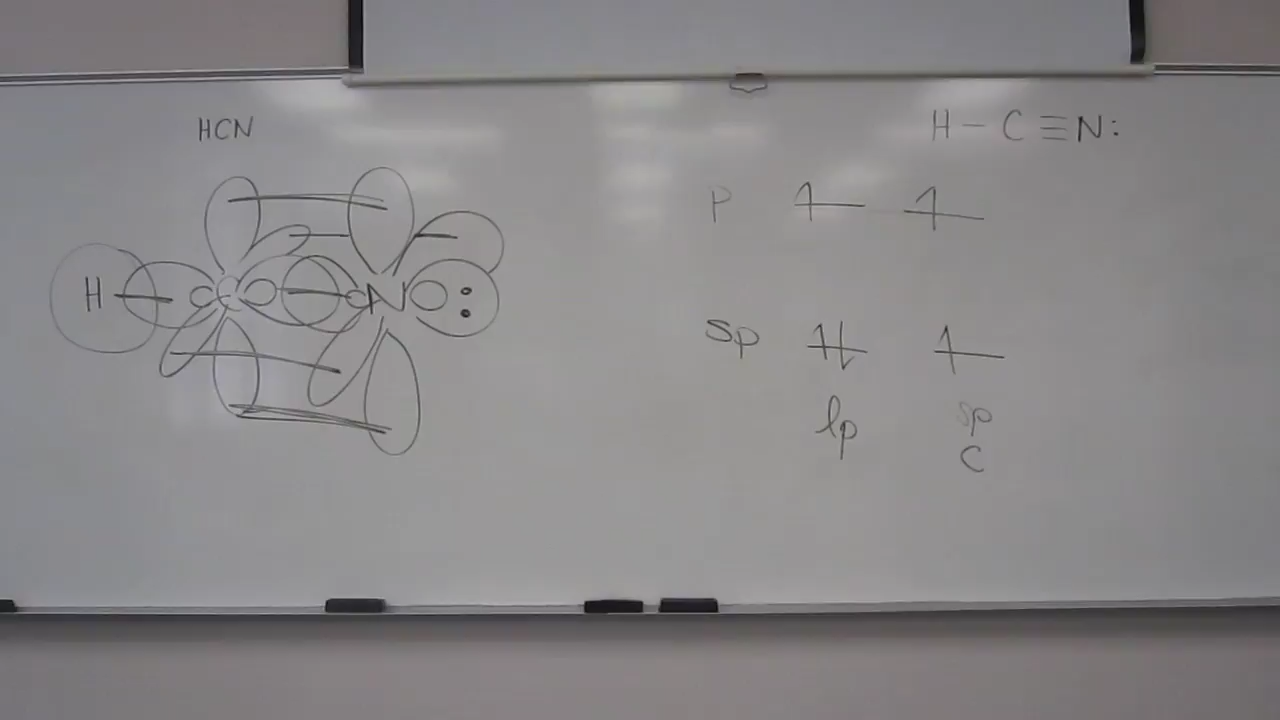 HCN
H - C ≡ N:
H C N :
p
sp
lp sp
C